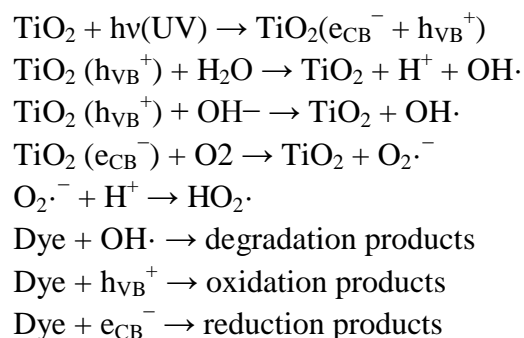 TiO₂ + hν(UV) → TiO₂(e_CB⁻ + h_VB⁺)
TiO₂ (h_VB⁺) + H₂O → TiO₂ + H⁺ + OH·
TiO₂ (h_VB⁺) + OH− → TiO₂ + OH·
TiO₂ (e_CB⁻) + O2 → TiO₂ + O₂·⁻
O₂·⁻ + H⁺ → HO₂·
Dye + OH· → degradation products
Dye + h_VB⁺ → oxidation products
Dye + e_CB⁻ → reduction products